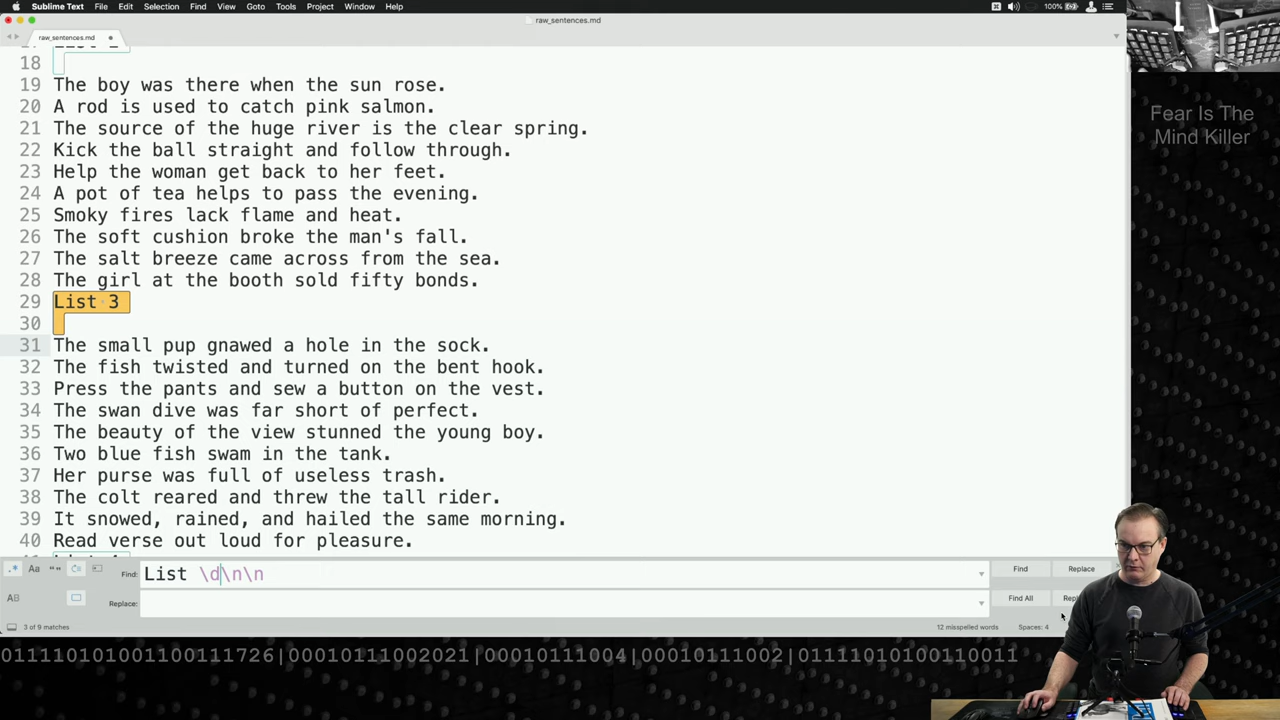 Sublime Text File Edit Selection Find View Goto Tools Project Window Help
100%
raw_sentences.md
raw_sentences.md
18
19 The boy was there when the sun rose.
20 A rod is used to catch pink salmon.
21 The source of the huge river is the clear spring.
22 Kick the ball straight and follow through.
23 Help the woman get back to her feet.
24 A pot of tea helps to pass the evening.
25 Smoky fires lack flame and heat.
26 The soft cushion broke the man's fall.
27 The salt breeze came across from the sea.
28 The girl at the booth sold fifty bonds.
29 List 3
30
31 The small pup gnawed a hole in the sock.
32 The fish twisted and turned on the bent hook.
33 Press the pants and sew a button on the vest.
34 The swan dive was far short of perfect.
35 The beauty of the view stunned the young boy.
36 Two blue fish swam in the tank.
37 Her purse was full of useless trash.
38 The colt reared and threw the tall rider.
39 It snowed, rained, and hailed the same morning.
40 Read verse out loud for pleasure.
.* Aa “” Find: List \d\n\n Find Replace
AB Replace: Find All
3 of 9 matches 12 misspelled words Spaces: 4
Fear Is The
Mind Killer
01111010100110011726|00010111002021|00010111004|00010111002|01111010100110011